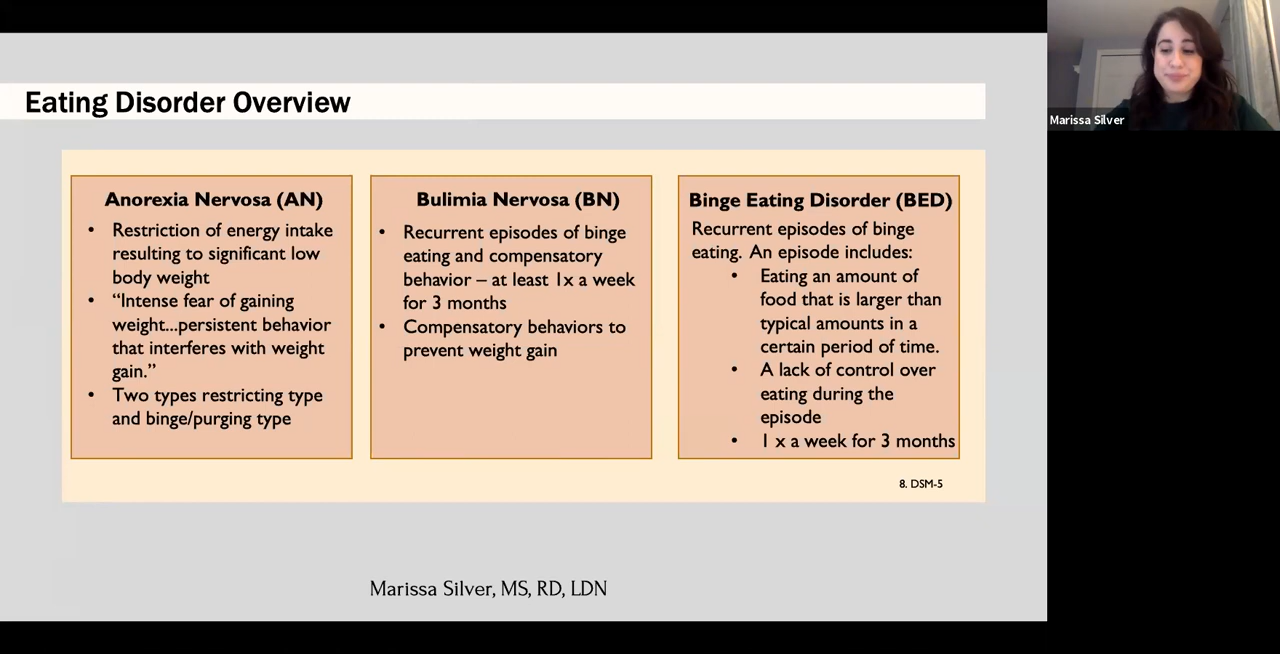 Eating Disorder Overview
Marissa Silver
Anorexia Nervosa (AN)
• Restriction of energy intake
resulting to significant low
body weight
• “Intense fear of gaining
weight...persistent behavior
that interferes with weight
gain.”
• Two types restricting type
and binge/purging type
Bulimia Nervosa (BN)
• Recurrent episodes of binge
eating and compensatory
behavior – at least 1x a week
for 3 months
• Compensatory behaviors to
prevent weight gain
Binge Eating Disorder (BED)
Recurrent episodes of binge
eating. An episode includes:
• Eating an amount of
food that is larger than
typical amounts in a
certain period of time.
• A lack of control over
eating during the
episode
• 1 x a week for 3 months
8. DSM-5
Marissa Silver, MS, RD, LDN